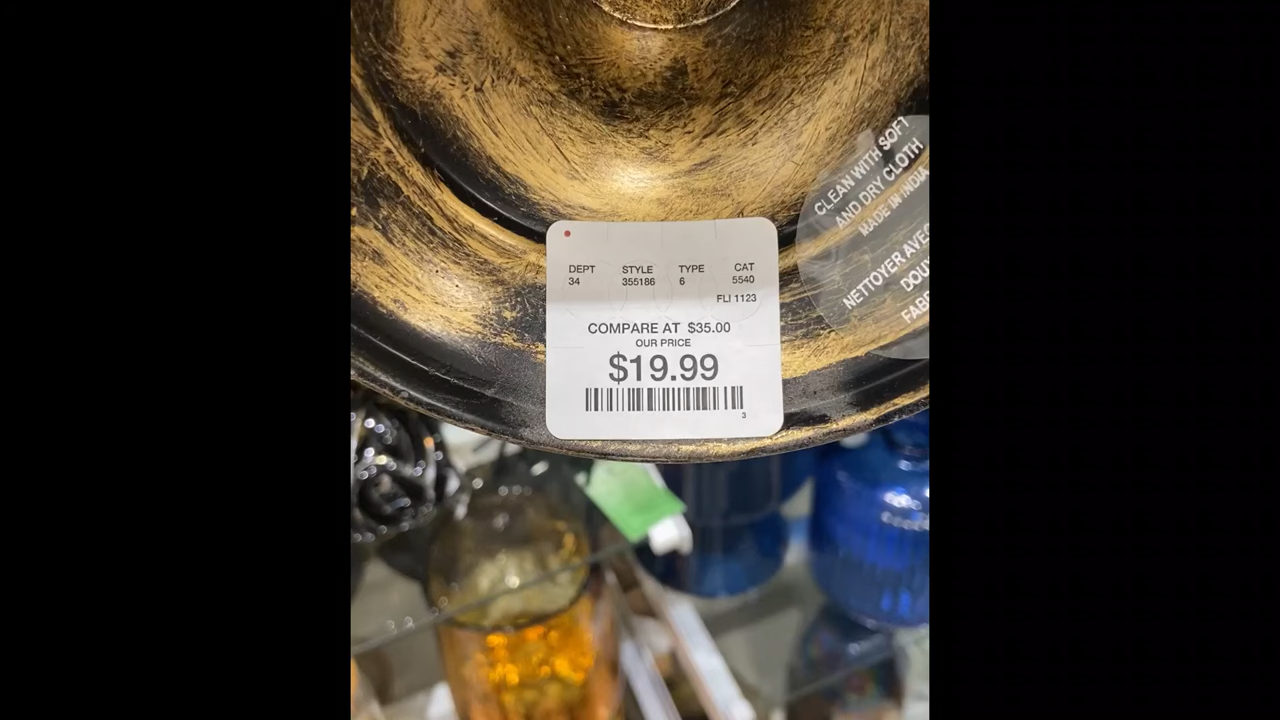 DEPT STYLE TYPE CAT
34 355186 6 5540
FLI 1123
COMPARE AT $35.00
OUR PRICE
$19.99
3
CLEAN WITH SOFT
AND DRY CLOTH
MADE IN INDIA
NETTOYER AVEC